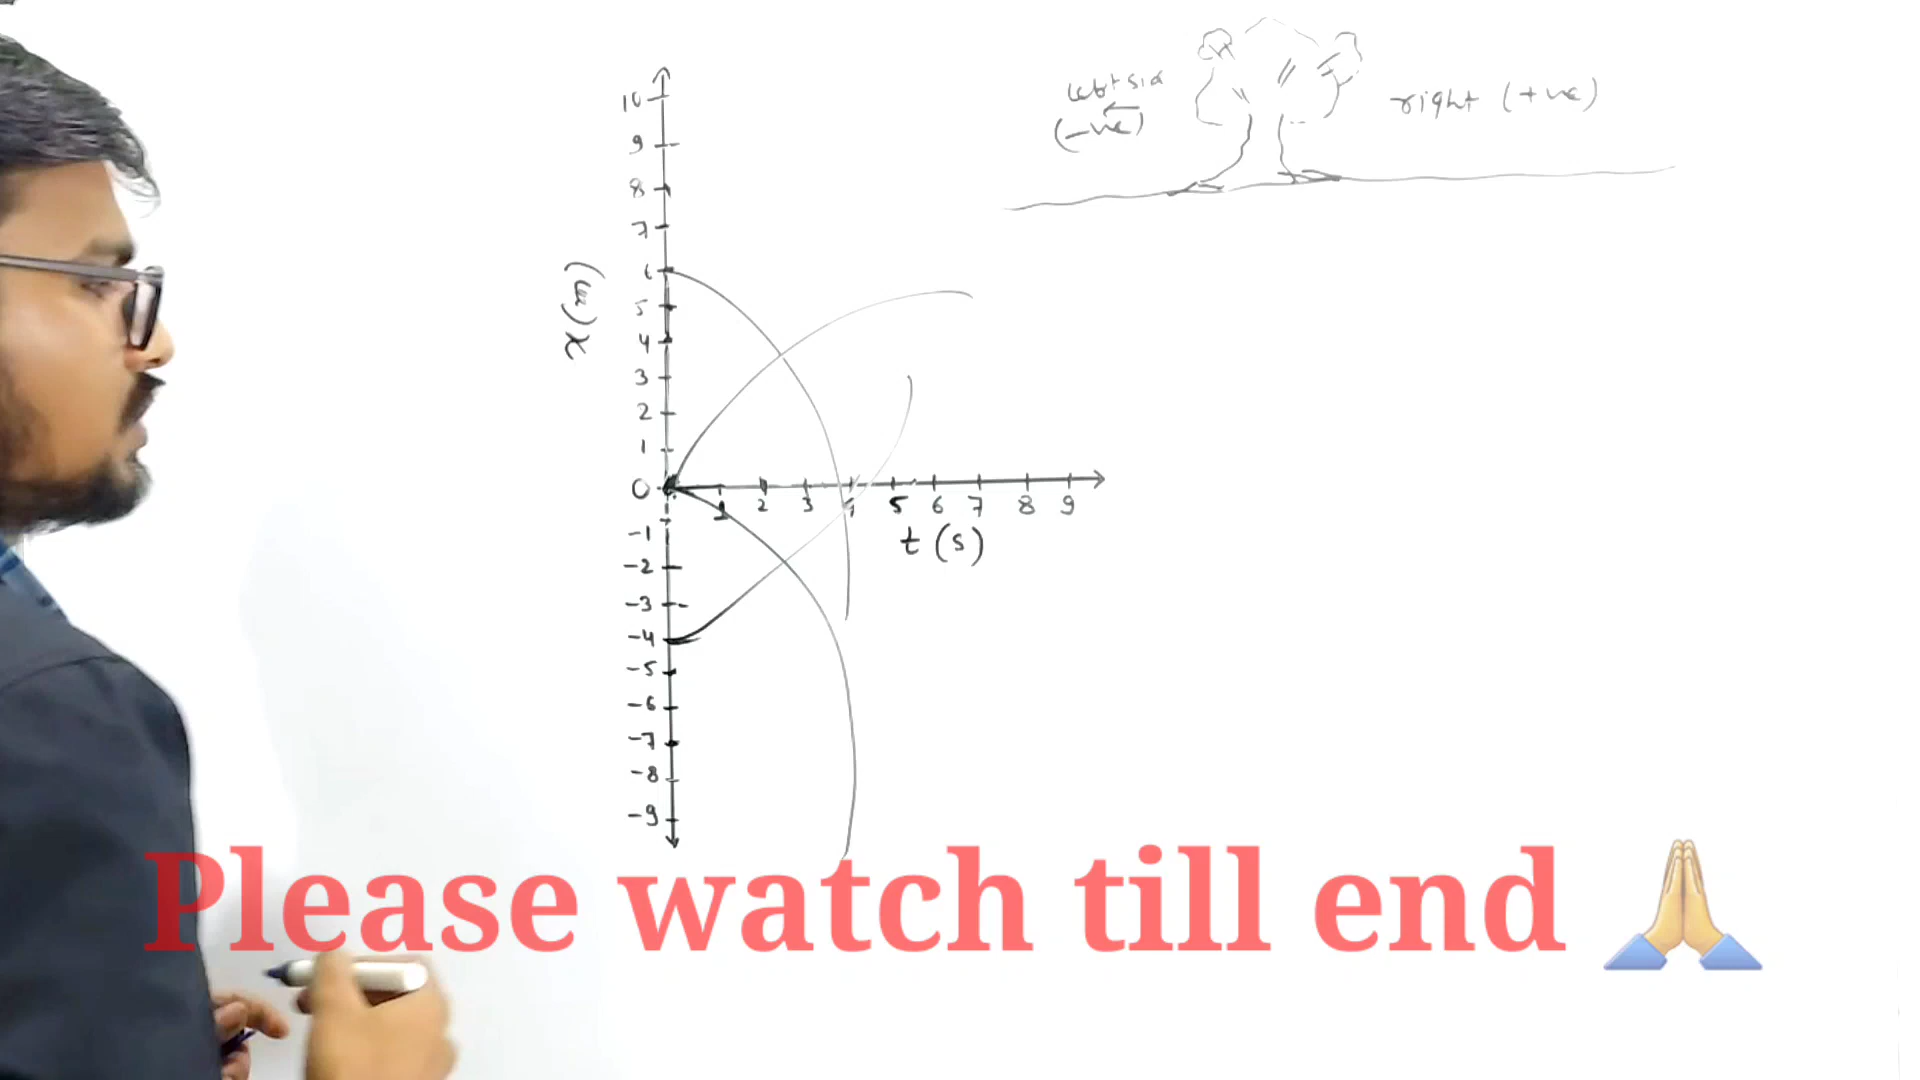 left sid
(-ve)
right (+ve)
10
9
8
7
6
5
4
3
2
1
0
1 2 3 4 5 6 7 8 9
-1
-2
-3
-4
-5
-6
-7
-8
-9
x(m)
t (s)
Please watch till end 🙏